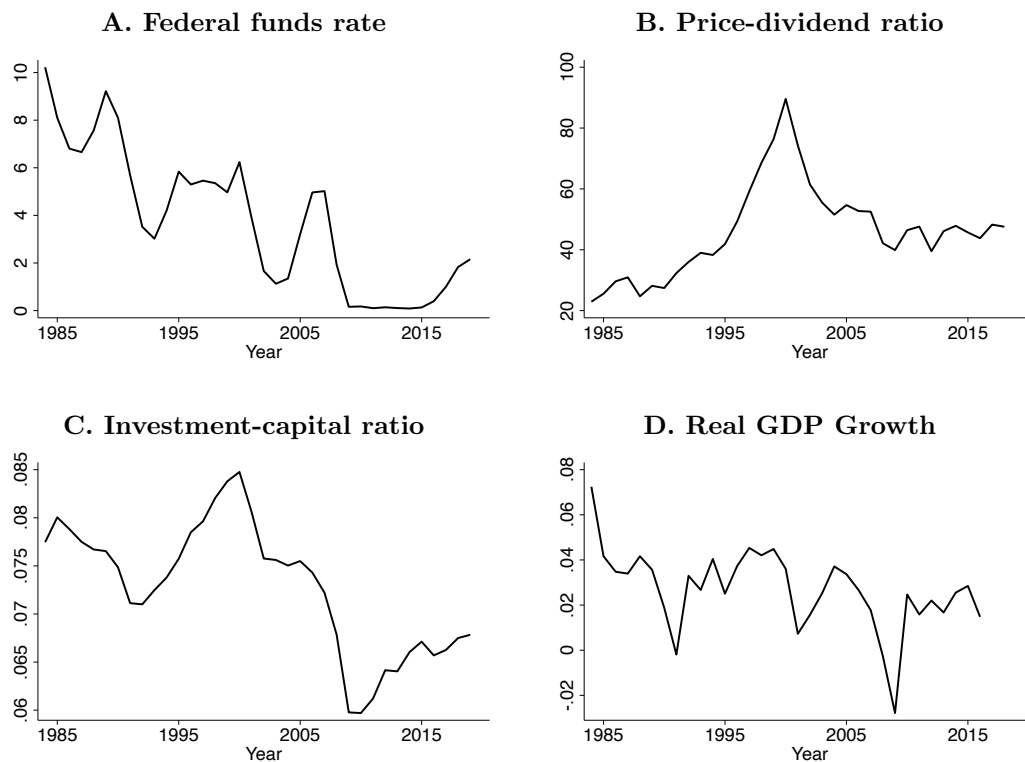 A. Federal funds rate
10
8
6
4
2
0
1985 1995 2005 2015
Year
B. Price-dividend ratio
100
80
60
40
20
1985 1995 2005 2015
Year
C. Investment-capital ratio
.085
.08
.075
.07
.065
.06
1985 1995 2005 2015
Year
D. Real GDP Growth
.08
.06
.04
.02
0
-.02
1985 1995 2005 2015
Year